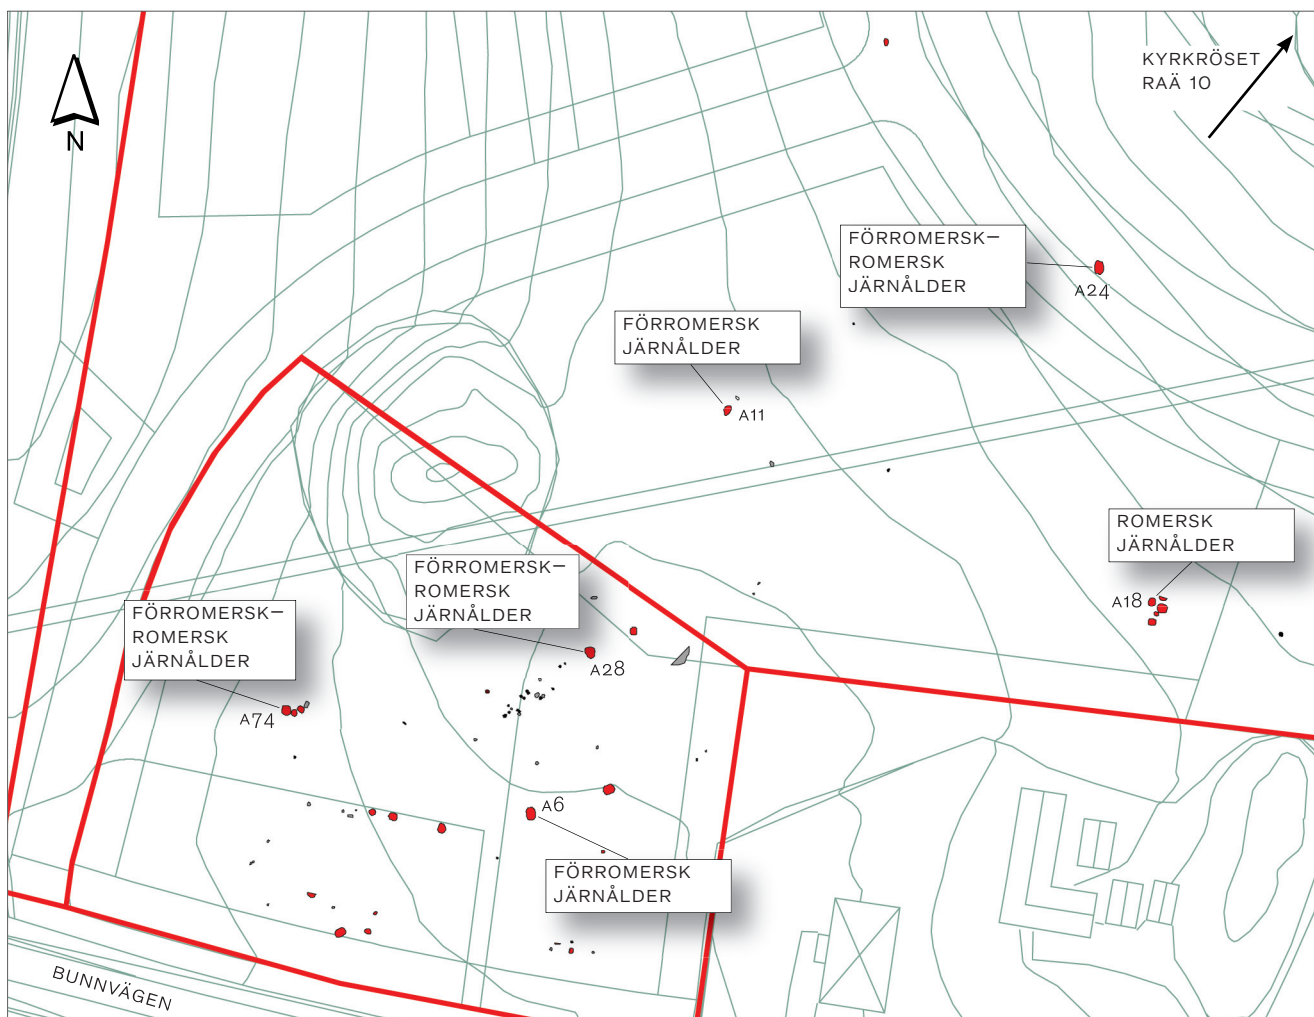 KYRKRÖSET
RAÄ 10
N
FÖRROMERSK–
ROMERSK
JÄRNÅLDER
A24
FÖRROMERSK
JÄRNÅLDER
A11
ROMERSK
JÄRNÅLDER
A18
FÖRROMERSK–
ROMERSK
JÄRNÅLDER
A28
FÖRROMERSK–
ROMERSK
JÄRNÅLDER
A74
A6
FÖRROMERSK
JÄRNÅLDER
BUNNVÄGEN